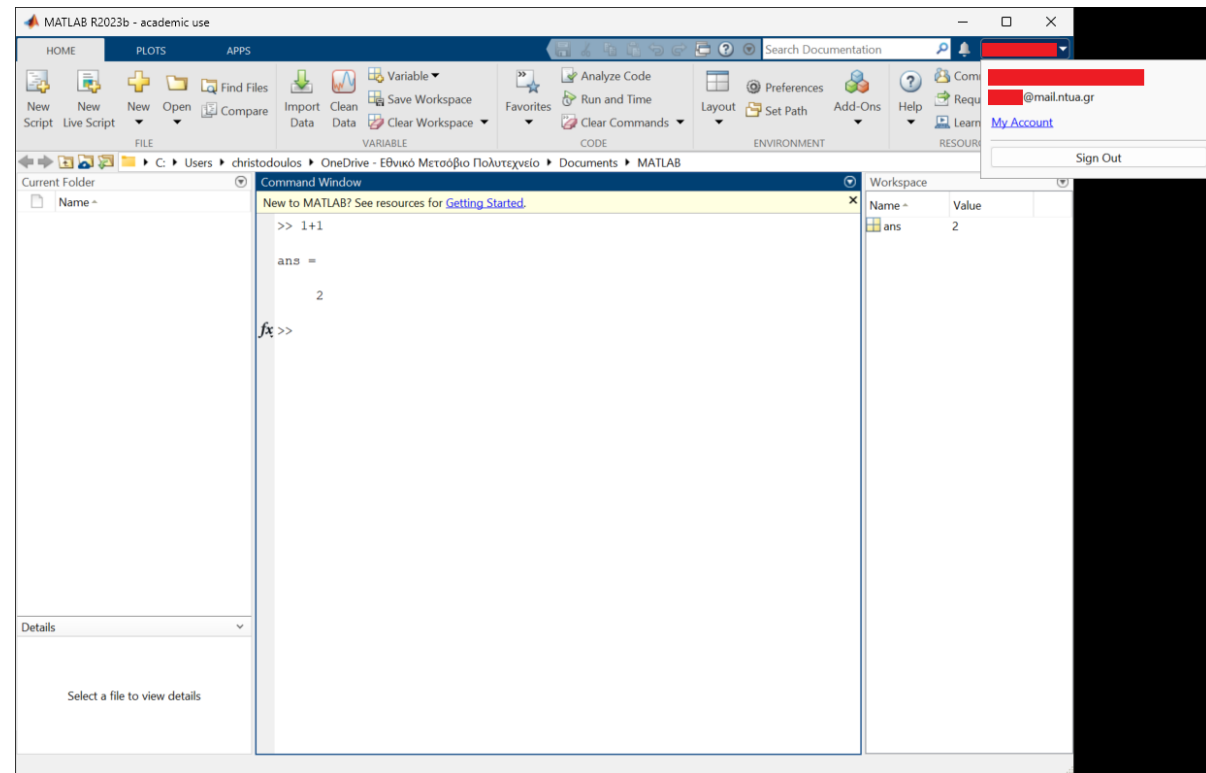 MATLAB R2023b - academic use
HOME PLOTS APPS Search Documentation
New Script
New Live Script
New
Open
Find Files
Compare
FILE
Import Data
Clean Data
Variable
Save Workspace
Clear Workspace
VARIABLE
Favorites
Analyze Code
Run and Time
Clear Commands
CODE
Layout
Preferences
Set Path
Add-Ons
ENVIRONMENT
Help
Learn
@mail.ntua.gr
My Account
Sign Out
C: Users christodoulos OneDrive - Εθνικό Μετσόβιο Πολυτεχνείο Documents MATLAB
Current Folder
Name
Command Window
New to MATLAB? See resources for Getting Started.
>> 1+1
ans =
2
fx >>
Workspace
Name Value
ans 2
Details
Select a file to view details